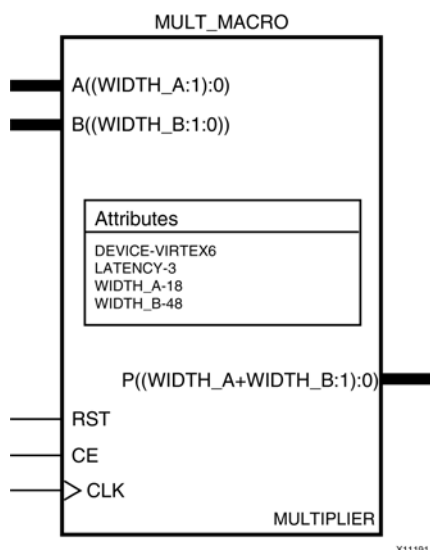 MULT_MACRO
A((WIDTH_A:1):0)
B((WIDTH_B:1:0))
Attributes
DEVICE-VIRTEX6
LATENCY-3
WIDTH_A-18
WIDTH_B-48
P((WIDTH_A+WIDTH_B:1):0)
RST
CE
CLK
MULTIPLIER
X11191